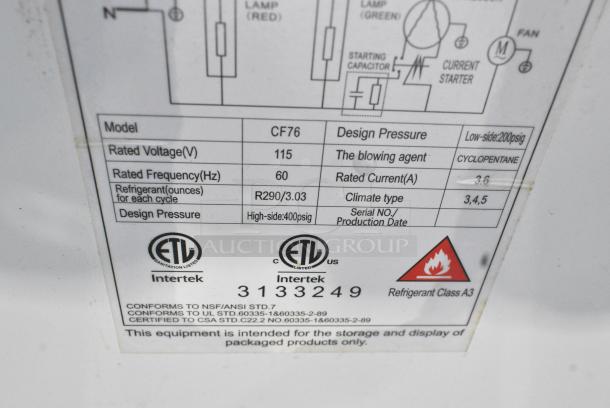 LAMP
(RED)
LAMP
(GREEN)
N
FAN
M
STARTING
CAPACITOR
CURRENT
STARTER
Model CF76 Design Pressure Low-side:200psig
Rated Voltage(V) 115 The blowing agent CYCLOPENTANE
Rated Frequency(Hz) 60 Rated Current(A) 3.6
Refrigerant(ounces)
for each cycle R290/3.03 Climate type 3,4,5
Design Pressure High-side:400psig Serial NO./
Production Date
ETL ETL
C US
AUCTION GROUP
Intertek Intertek
3133249
Refrigerant Class A3
CONFORMS TO NSF/ANSI STD.7
CONFORMS TO UL STD.60335-1&60335-2-89
CERTIFIED TO CSA STD.C22.2 NO.60335-1&60335-2-89
This equipment is intended for the storage and display of
packaged products only.